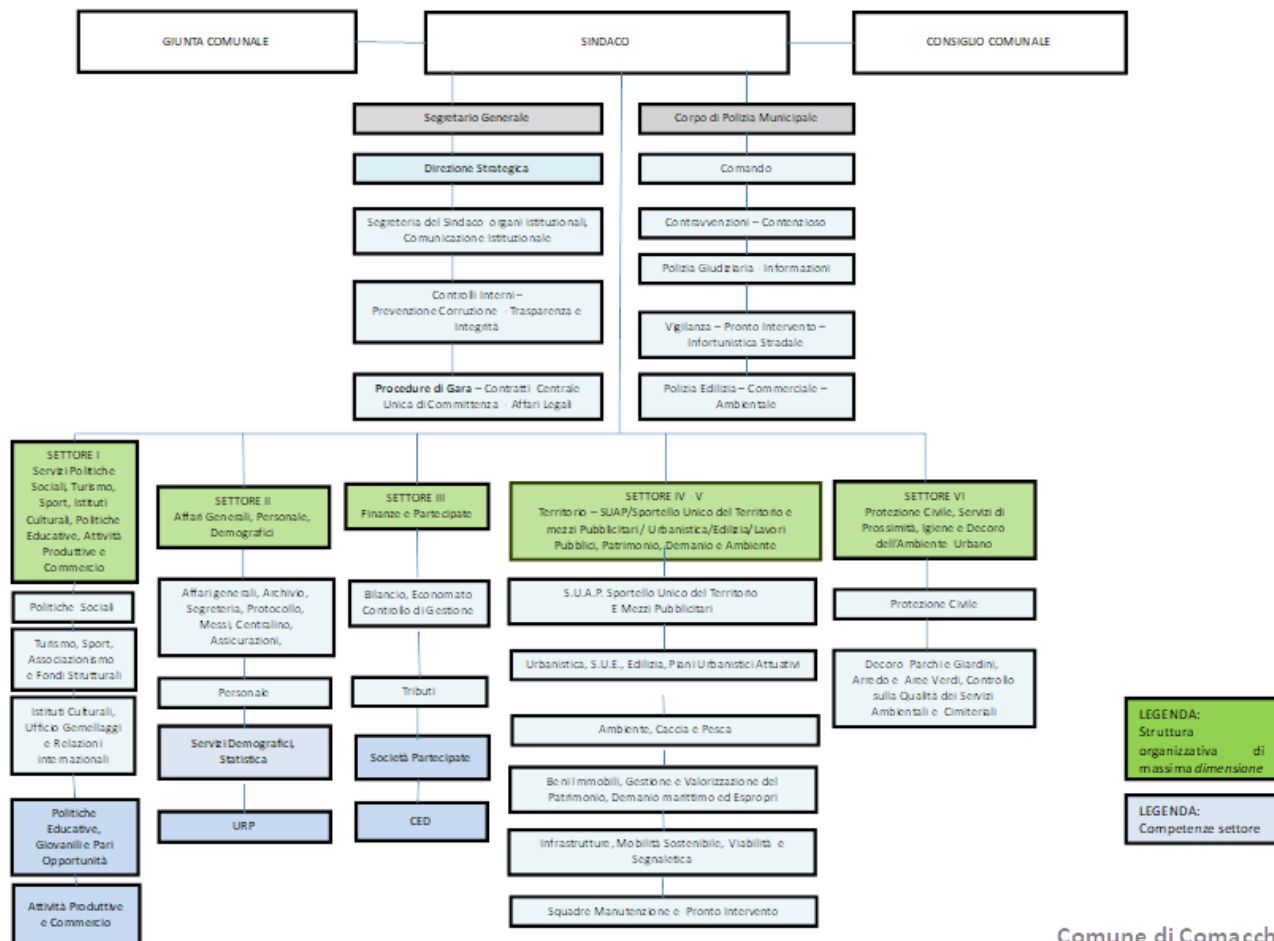 GIUNTA COMUNALE
SINDACO
CONSIGLIO COMUNALE
Segretario Generale
Direzione Strategica
Segreteria del Sindaco organi istituzionali,
Comunicazione Istituzionale
Controlli Interni –
Prevenzione Corruzione - Trasparenza e
Integrità
Procedure di Gara – Contratti Centrale
Unica di Committenza - Affari Legali
Corpo di Polizia Municipale
Comando
Contravvenzioni – Contenzioso
Polizia Giudiziaria - Informazioni
Vigilanza – Pronto Intervento –
Infortunistica Stradale
Polizia Edilizia – Commerciale –
Ambientale
SETTORE I
Servizi Politiche
Sociali, Turismo,
Sport, Istituti
Culturali, Politiche
Educative, Attività
Produttive e
Commercio
Politiche Sociali
Turismo, Sport,
Associazionismo
e Fondi Strutturali
Istituti Culturali,
Ufficio Gemellaggi
e Relazioni
internazionali
Politiche
Educative,
Giovanili e Pari
Opportunità
Attività Produttive
e Commercio
SETTORE II
Affari Generali, Personale,
Demografici
Affari generali, Archivio,
Segreteria, Protocollo,
Messi, Centralino,
Assicurazioni,
Personale
Servizi Demografici,
Statistica
URP
SETTORE III
Finanze e Partecipate
Bilancio, Economato
Controllo di Gestione
Tributi
Società Partecipate
CED
SETTORE IV - V
Territorio – SUAP/Sportello Unico del Territorio e
mezzi Pubblicitari/ Urbanistica/Edilizia/Lavori
Pubblici, Patrimonio, Demanio e Ambiente
S.U.A.P. Sportello Unico del Territorio
E Mezzi Pubblicitari
Urbanistica, S.U.E., Edilizia, Piani Urbanistici Attuativi
Ambiente, Caccia e Pesca
Beni Immobili, Gestione e Valorizzazione del
Patrimonio, Demanio marittimo ed Espropri
Infrastrutture, Mobilità Sostenibile, Viabilità e
Segnaletica
Squadre Manutenzione e Pronto Intervento
SETTORE VI
Protezione Civile, Servizi di
Prossimità, Igiene e Decoro
dell'Ambiente Urbano
Protezione Civile
Decoro Parchi e Giardini,
Arredo e Aree Verdi, Controllo
sulla Qualità dei Servizi
Ambientali e Cimiteriali
LEGENDA:
Struttura
organizzativa di
massima dimensione
LEGENDA:
Competenze settore
Comune di Comacch